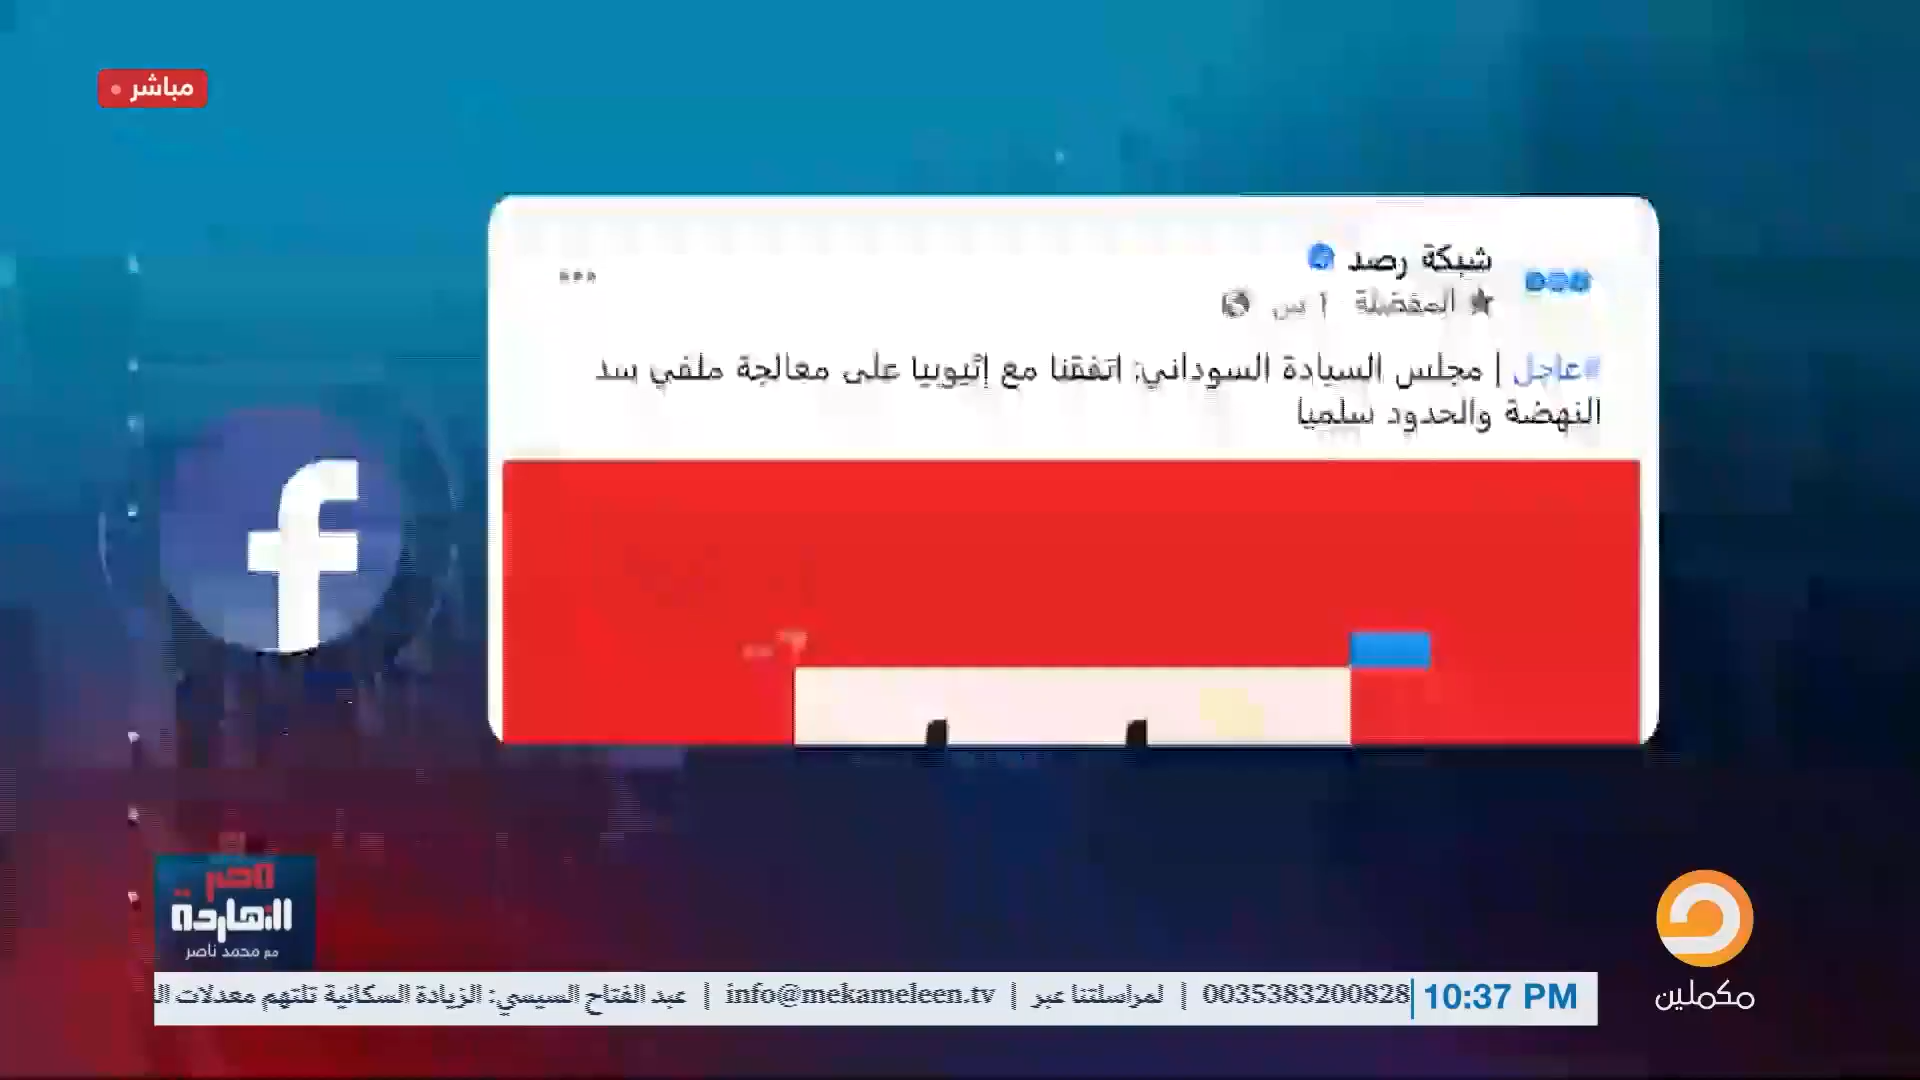 مباشر
شبكة رصد
المفضلة 1 س
#عاجل | مجلس السيادة السوداني: اتفقنا مع إثيوبيا على معالجة ملفي سد
النهضة والحدود سلميا
مصر
النهاردة
مع محمد ناصر
مكملين
10:37 PM
0035383200828 | لمراسلتنا عبر | info@mekameleen.tv | عبد الفتاح السيسي: الزيادة السكانية تلتهم معدلات